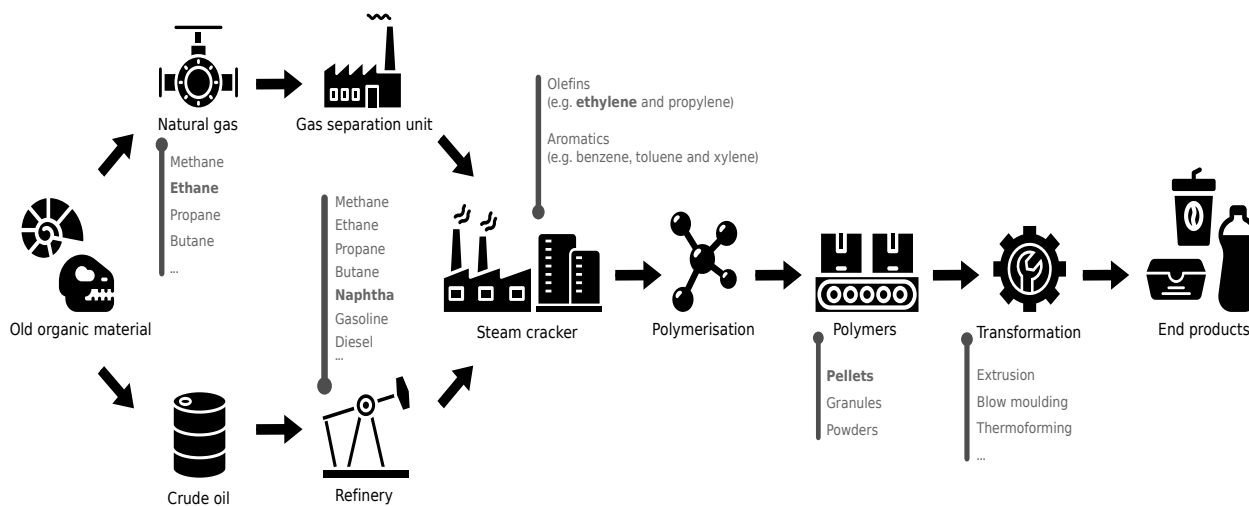 Natural gas
Methane
Ethane
Propane
Butane
...
Gas separation unit
Old organic material
Crude oil
Methane
Ethane
Propane
Butane
Naphtha
Gasoline
Diesel
...
Refinery
Olefins
(e.g. ethylene and propylene)
Aromatics
(e.g. benzene, toluene and xylene)
Steam cracker
Polymerisation
Polymers
Pellets
Granules
Powders
Transformation
Extrusion
Blow moulding
Thermoforming
...
End products